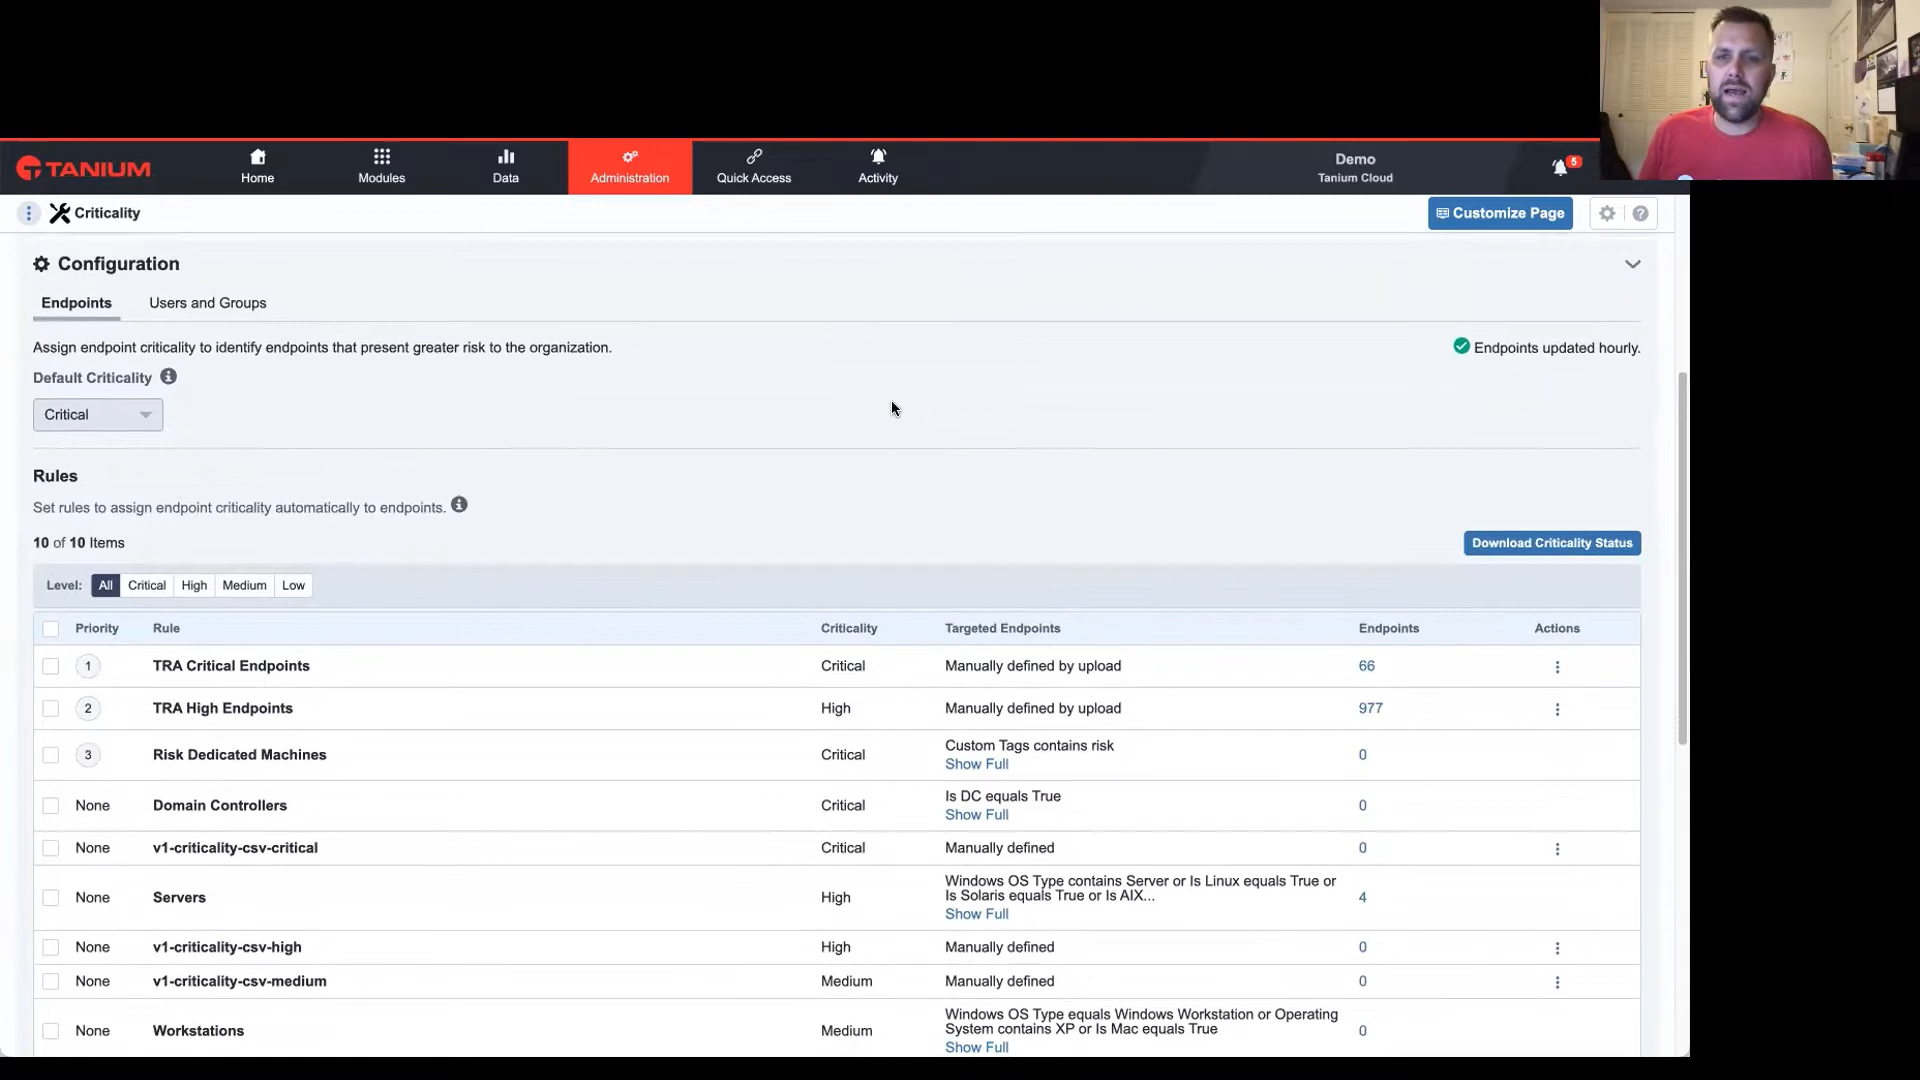 TANIUM
Home
Modules
Data
Administration
Quick Access
Activity
Demo
Tanium Cloud
5
Criticality
Customize Page
Configuration
Endpoints
Users and Groups
Assign endpoint criticality to identify endpoints that present greater risk to the organization.
Endpoints updated hourly.
Default Criticality
Critical
Rules
Set rules to assign endpoint criticality automatically to endpoints.
10 of 10 Items
Download Criticality Status
Level: All Critical High Medium Low
Priority Rule Criticality Targeted Endpoints Endpoints Actions
1 TRA Critical Endpoints Critical Manually defined by upload 66
2 TRA High Endpoints High Manually defined by upload 977
3 Risk Dedicated Machines Critical Custom Tags contains risk 0
Show Full
None Domain Controllers Critical Is DC equals True 0
Show Full
None v1-criticality-csv-critical Critical Manually defined 0
None Servers High Windows OS Type contains Server or Is Linux equals True or 4
Is Solaris equals True or Is AIX...
Show Full
None v1-criticality-csv-high High Manually defined 0
None v1-criticality-csv-medium Medium Manually defined 0
None Workstations Medium Windows OS Type equals Windows Workstation or Operating 0
System contains XP or Is Mac equals True
Show Full